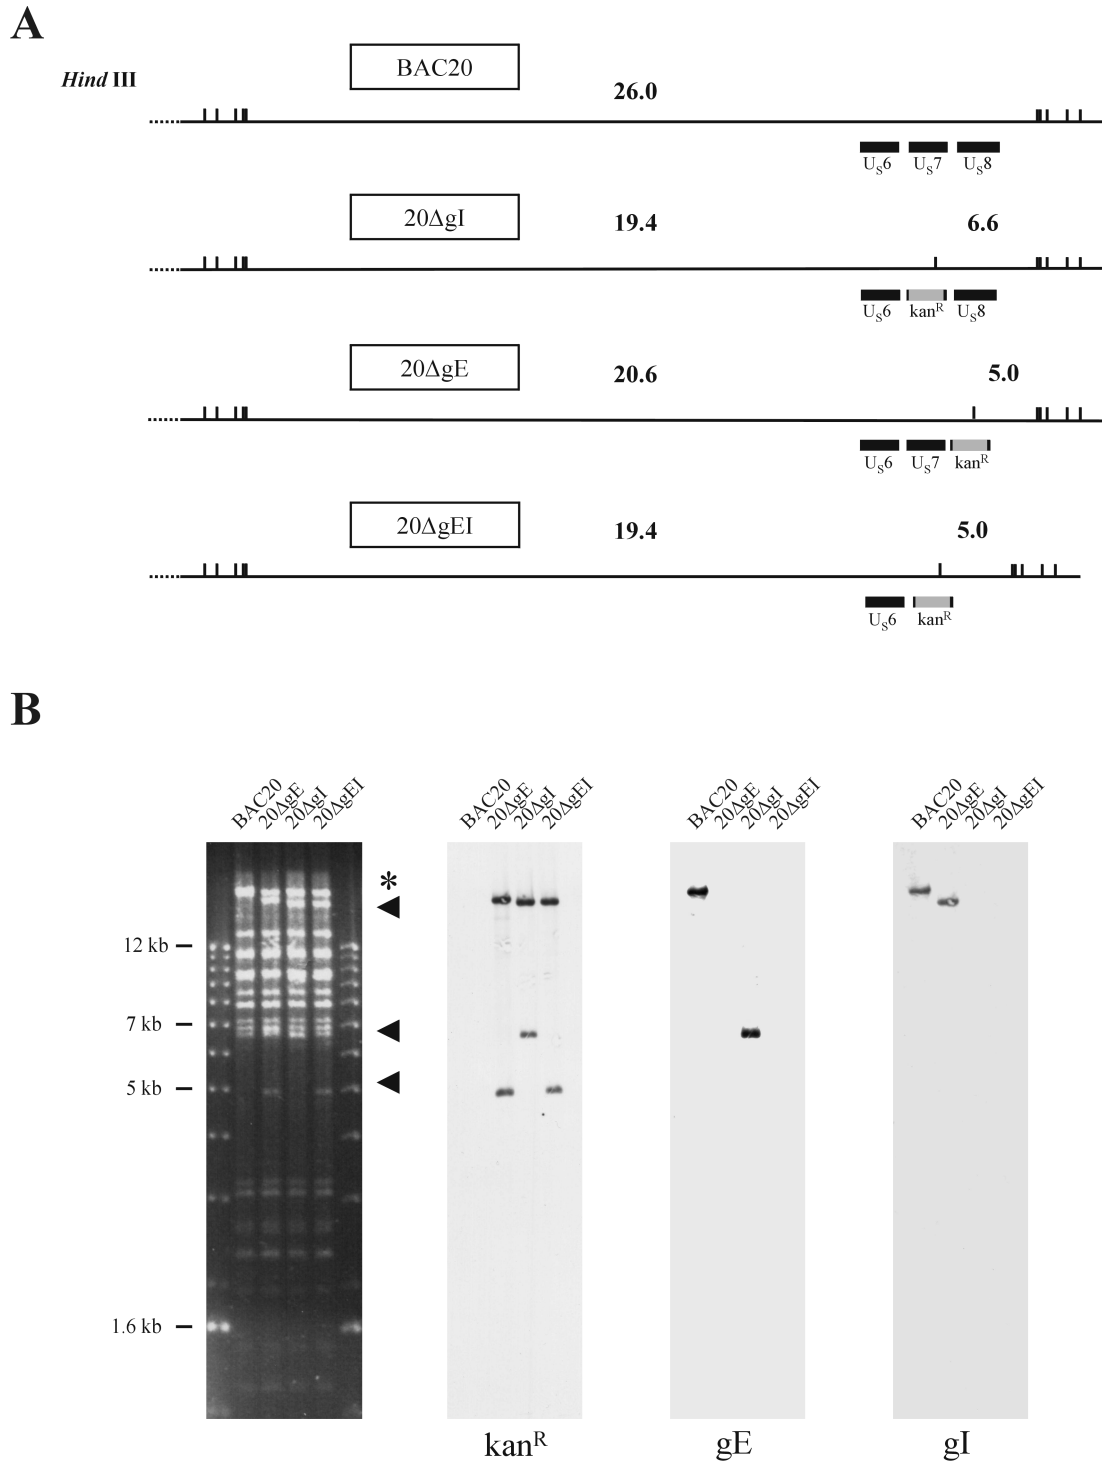 A
Hind III
BAC20
26.0
US6 US7 US8
20ΔgI
19.4 6.6
US6 kanR US8
20ΔgE
20.6 5.0
US6 US7 kanR
20ΔgEI
19.4 5.0
US6 kanR
B
BAC20 20ΔgE 20ΔgI 20ΔgEI
BAC20 20ΔgE 20ΔgI 20ΔgEI
BAC20 20ΔgE 20ΔgI 20ΔgEI
BAC20 20ΔgE 20ΔgI 20ΔgEI
*
12 kb
7 kb
5 kb
1.6 kb
kanR gE gI